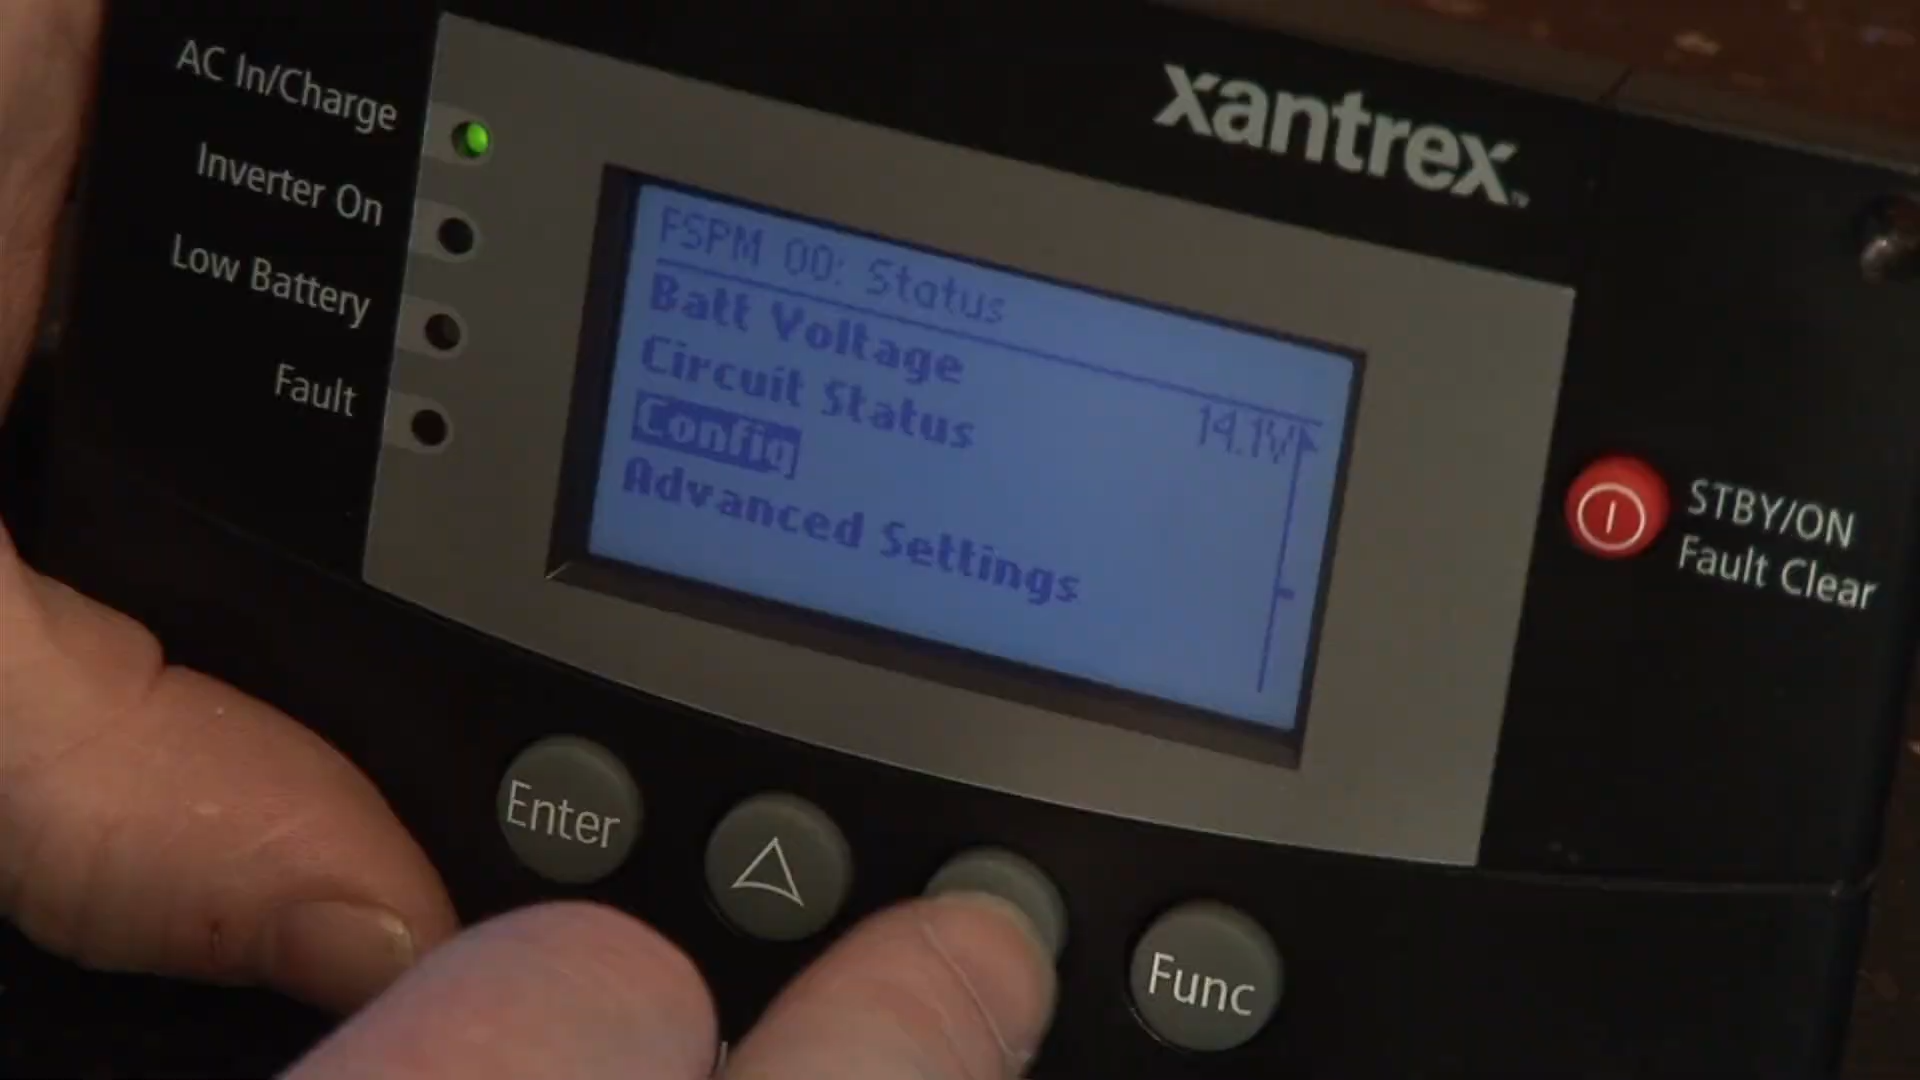 AC In/Charge
Inverter On
Low Battery
Fault
xantrex™
FSPM 00: Status
Batt Voltage 14.1V
Circuit Status
Config
Advanced Settings
STBY/ON
Fault Clear
Enter
Func